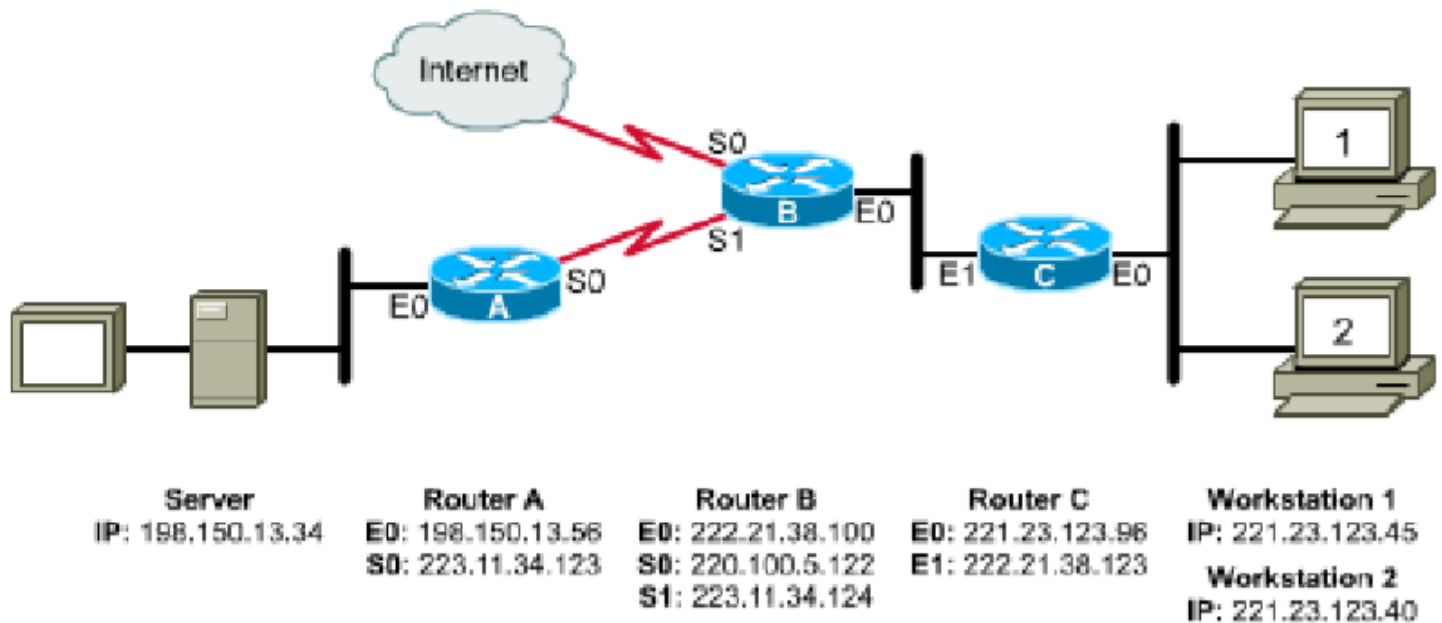 Internet
S0
B
E0
S1
1
E1
C
E0
S0
E0
A
2
Server
IP: 198.150.13.34
Router A
E0: 198.150.13.56
S0: 223.11.34.123
Router B
E0: 222.21.38.100
S0: 220.100.5.122
S1: 223.11.34.124
Router C
E0: 221.23.123.96
E1: 222.21.38.123
Workstation 1
IP: 221.23.123.45
Workstation 2
IP: 221.23.123.40